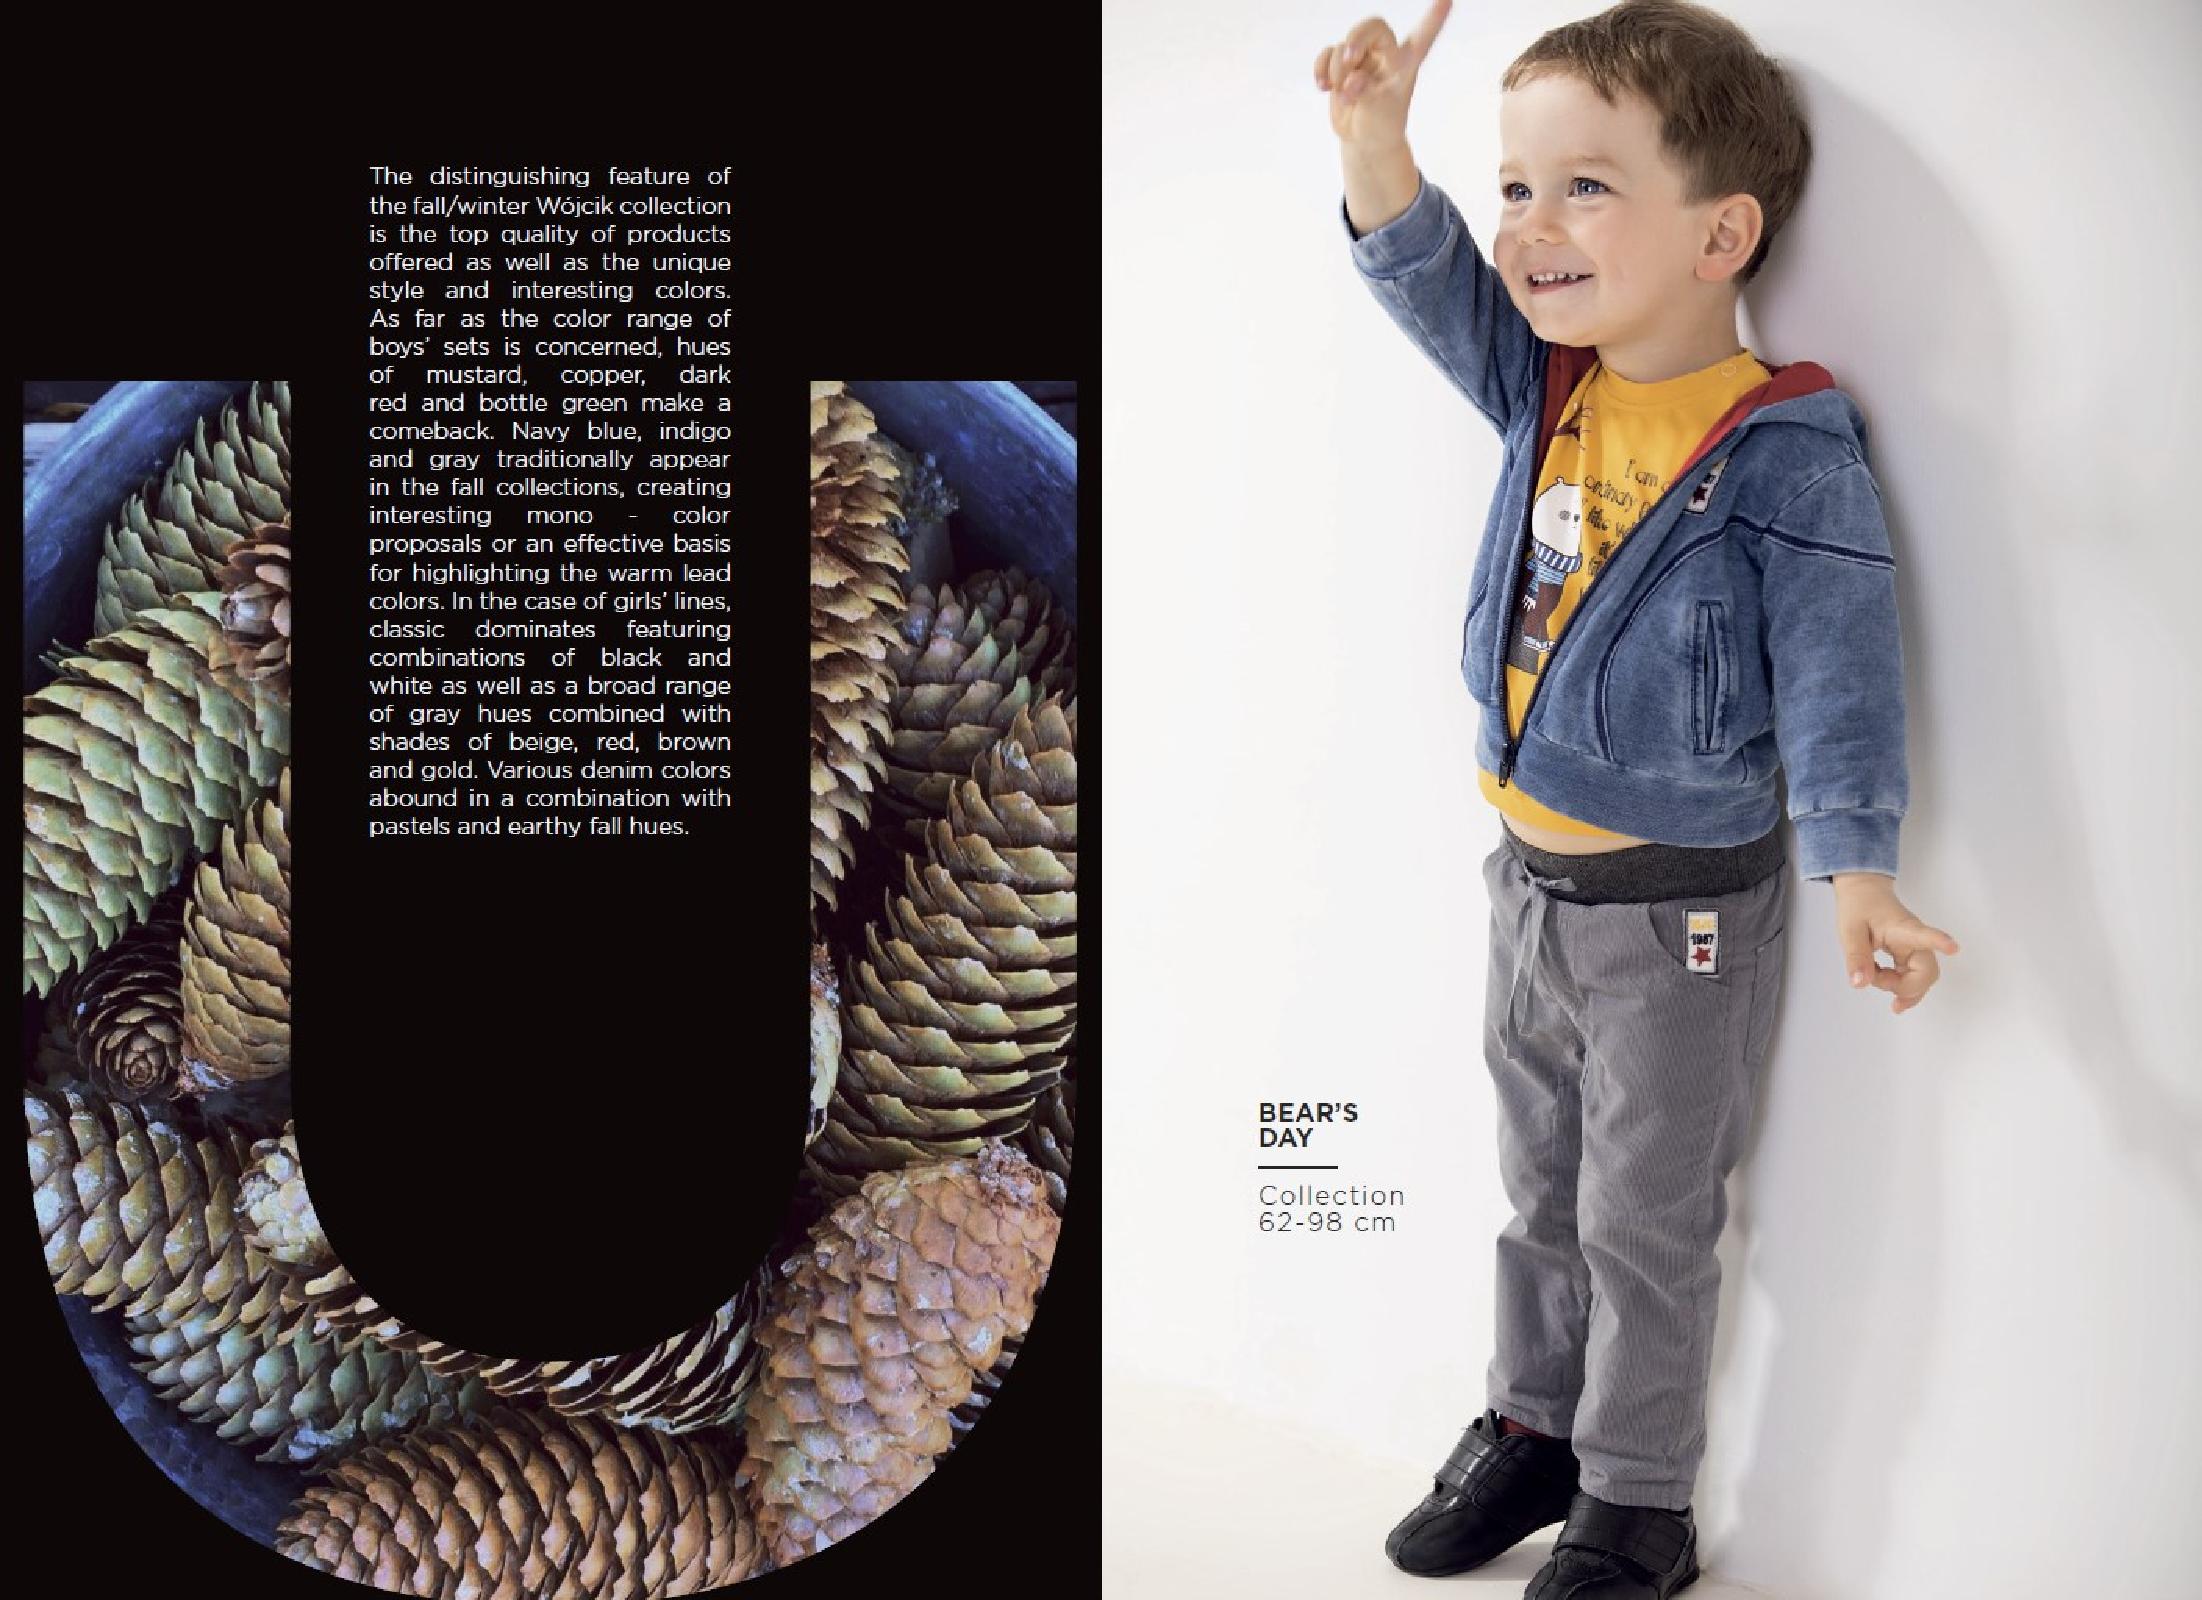 The distinguishing feature of
the fall/winter Wójcik collection
is the top quality of products
offered as well as the unique
style and interesting colors.
As far as the color range of
boys’ sets is concerned, hues
of mustard, copper, dark
red and bottle green make a
comeback. Navy blue, indigo
and gray traditionally appear
in the fall collections, creating
interesting mono - color
proposals or an effective basis
for highlighting the warm lead
colors. In the case of girls’ lines,
classic dominates featuring
combinations of black and
white as well as a broad range
of gray hues combined with
shades of beige, red, brown
and gold. Various denim colors
abound in a combination with
pastels and earthy fall hues.
I am
1987
BEAR’S
DAY
Collection
62-98 cm